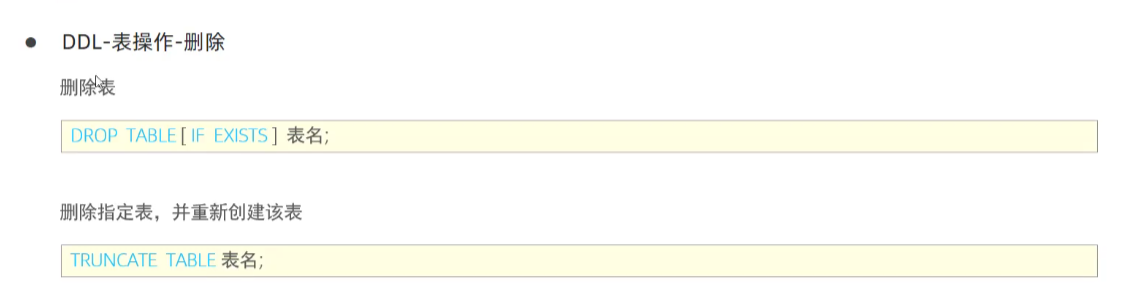 DDL-表操作-删除
删除表
DROP TABLE [ IF EXISTS ] 表名;
删除指定表，并重新创建该表
TRUNCATE TABLE 表名;